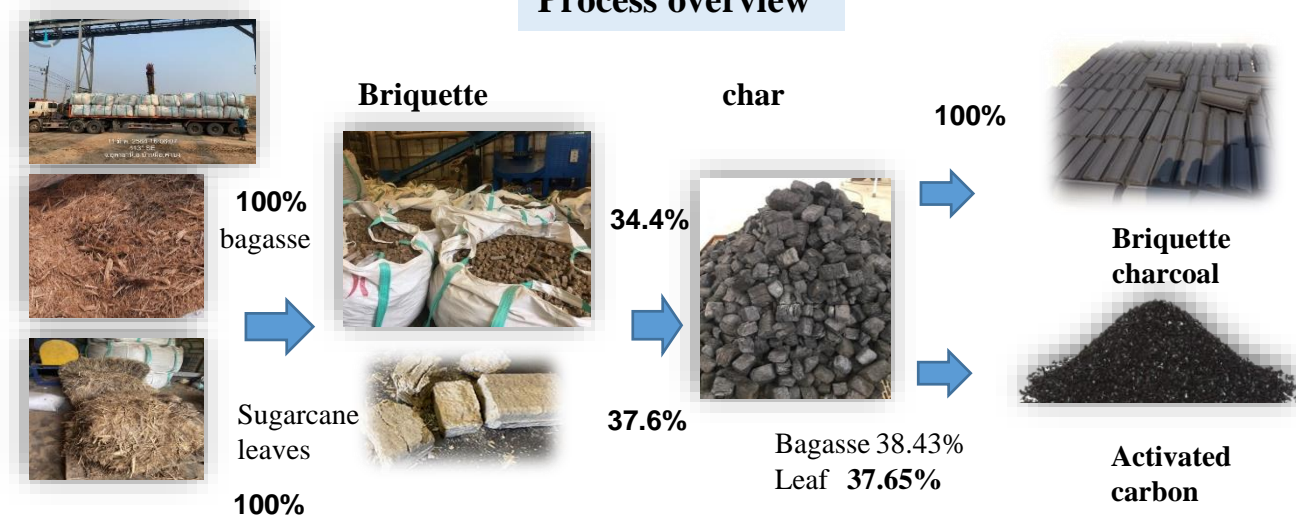 Process overview
Briquette
char
100%
100%
bagasse
34.4%
Briquette
charcoal
Sugarcane
leaves
37.6%
Bagasse 38.43%
Leaf 37.65%
100%
Activated
carbon